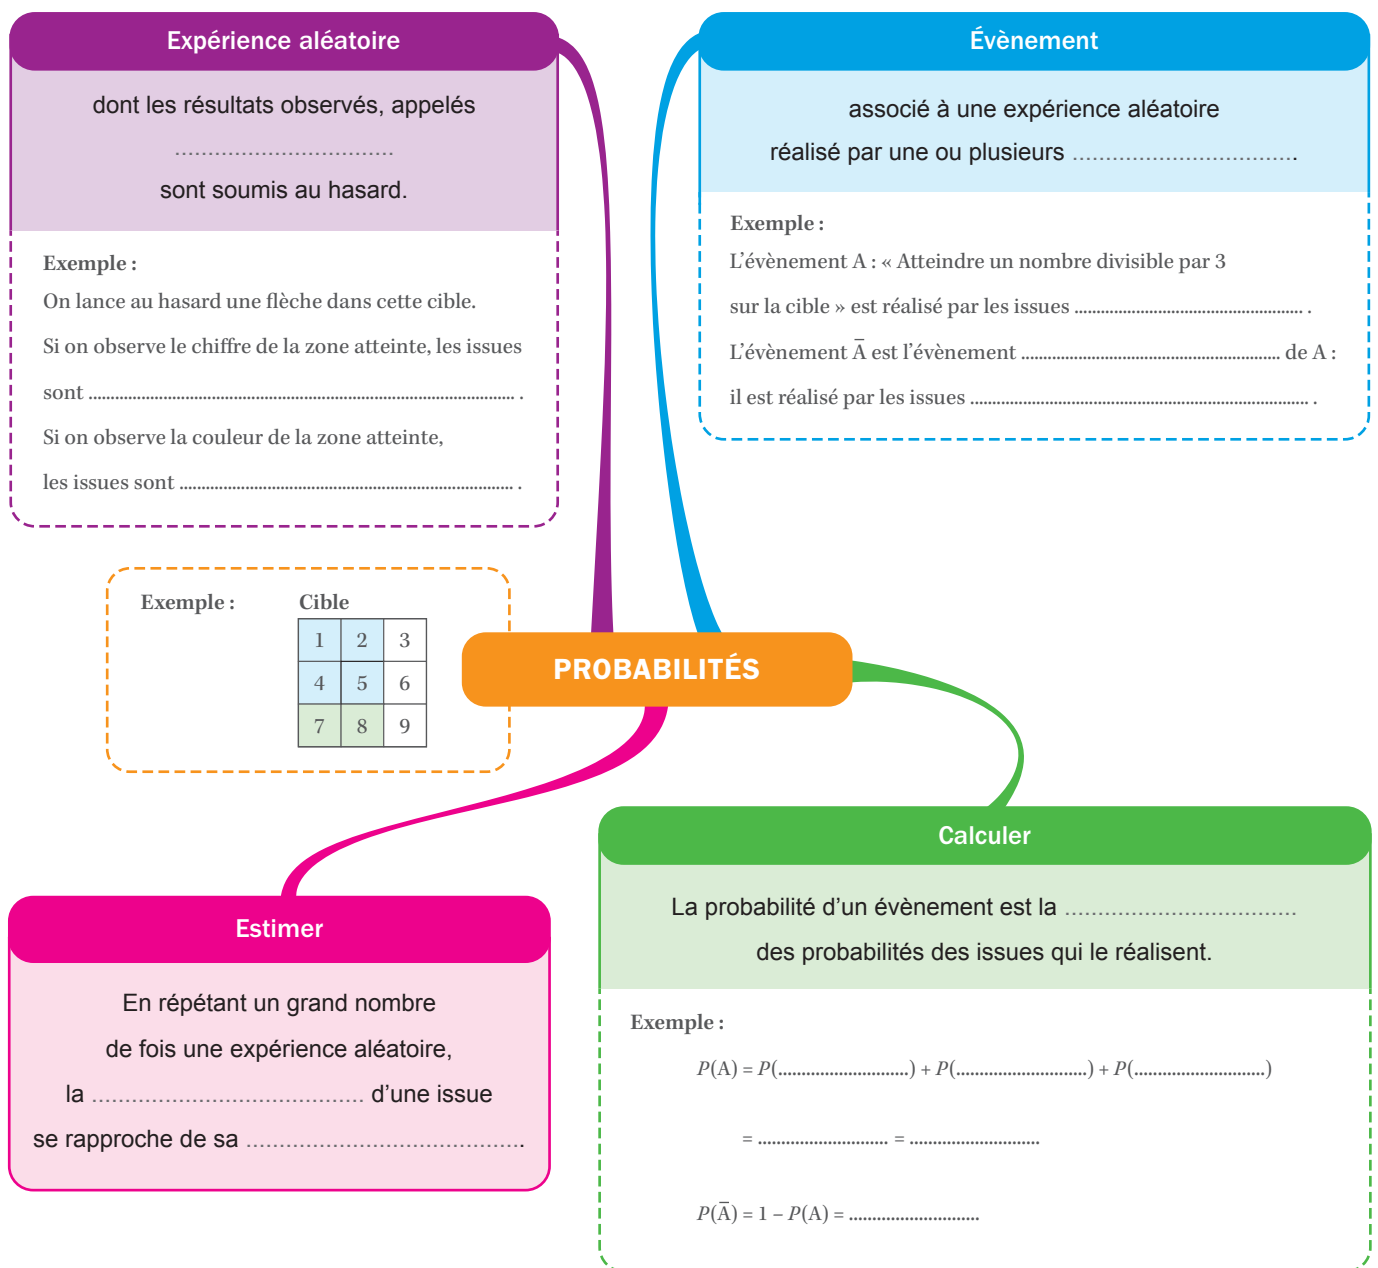 Expérience aléatoire
dont les résultats observés, appelés
.................................
sont soumis au hasard.
Exemple :
On lance au hasard une flèche dans cette cible.
Si on observe le chiffre de la zone atteinte, les issues
sont ................................................................................................ .
Si on observe la couleur de la zone atteinte,
les issues sont ........................................................................... .
Évènement
associé à une expérience aléatoire
réalisé par une ou plusieurs ..................................
Exemple :
L'évènement A : « Atteindre un nombre divisible par 3
sur la cible » est réalisé par les issues .................................................... .
L'évènement A̅ est l'évènement ........................................................... de A :
il est réalisé par les issues ............................................................................. .
Exemple :
Cible
1 2 3
4 5 6
7 8 9
PROBABILITÉS
Estimer
En répétant un grand nombre
de fois une expérience aléatoire,
la ......................................... d'une issue
se rapproche de sa ..........................................
Calculer
La probabilité d'un évènement est la ...................................
des probabilités des issues qui le réalisent.
Exemple :
P(A) = P(............................) + P(............................) + P(............................)
= ............................ = ............................
P(A̅) = 1 – P(A) = ............................